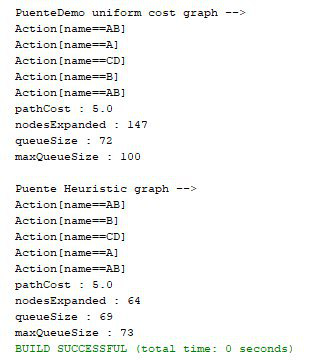 PuenteDemo uniform cost graph -->
Action[name==AB]
Action[name==A]
Action[name==CD]
Action[name==B]
Action[name==AB]
pathCost : 5.0
nodesExpanded : 147
queueSize : 72
maxQueueSize : 100
Puente Heuristic graph -->
Action[name==AB]
Action[name==B]
Action[name==CD]
Action[name==A]
Action[name==AB]
pathCost : 5.0
nodesExpanded : 64
queueSize : 69
maxQueueSize : 73
BUILD SUCCESSFUL (total time: 0 seconds)